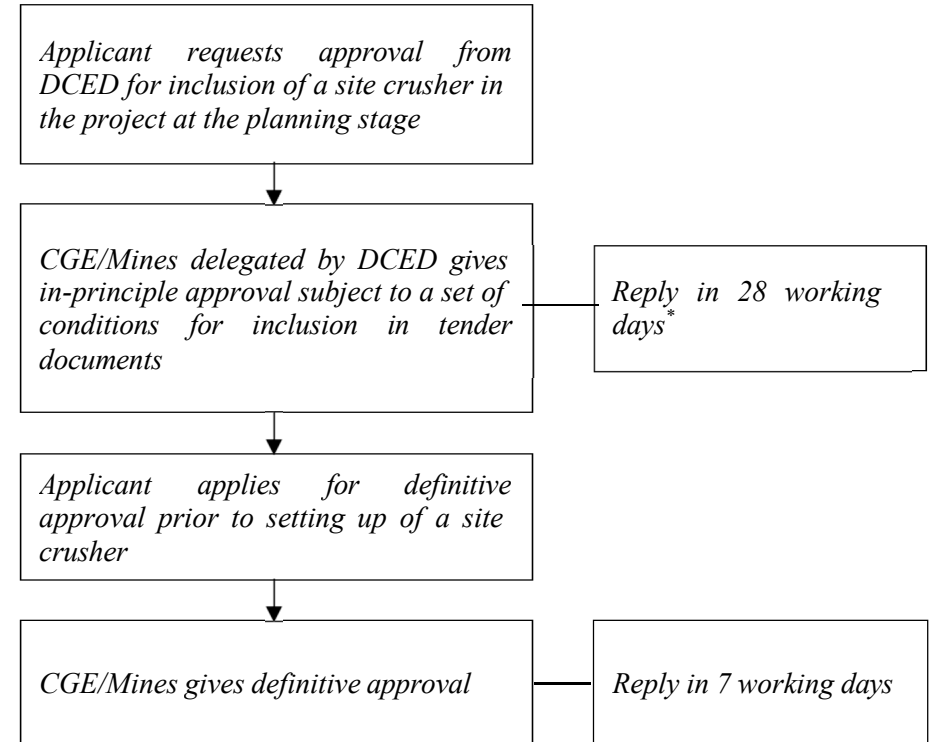 Applicant requests approval from
DCED for inclusion of a site crusher in
the project at the planning stage
CGE/Mines delegated by DCED gives
in-principle approval subject to a set of
conditions for inclusion in tender
documents
Reply in 28 working
days*
Applicant applies for definitive
approval prior to setting up of a site
crusher
CGE/Mines gives definitive approval
Reply in 7 working days